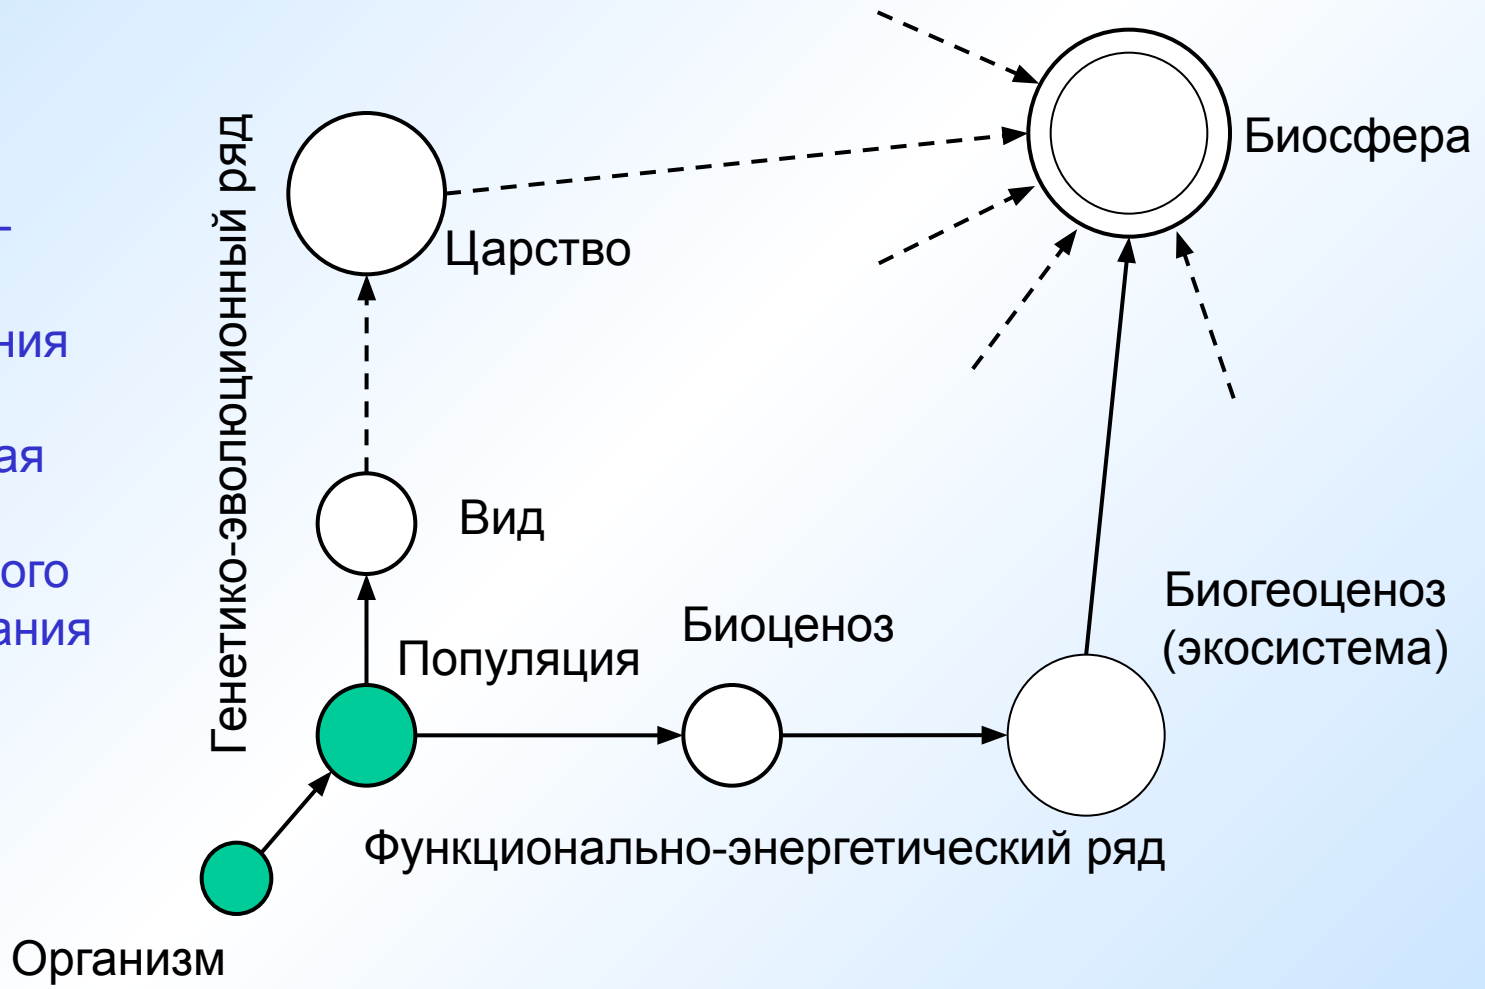 Биосфера
Генетико-эволюционный ряд
Царство
Вид
Биогеоценоз
(экосистема)
Биоценоз
Популяция
Функционально-энергетический ряд
Организм